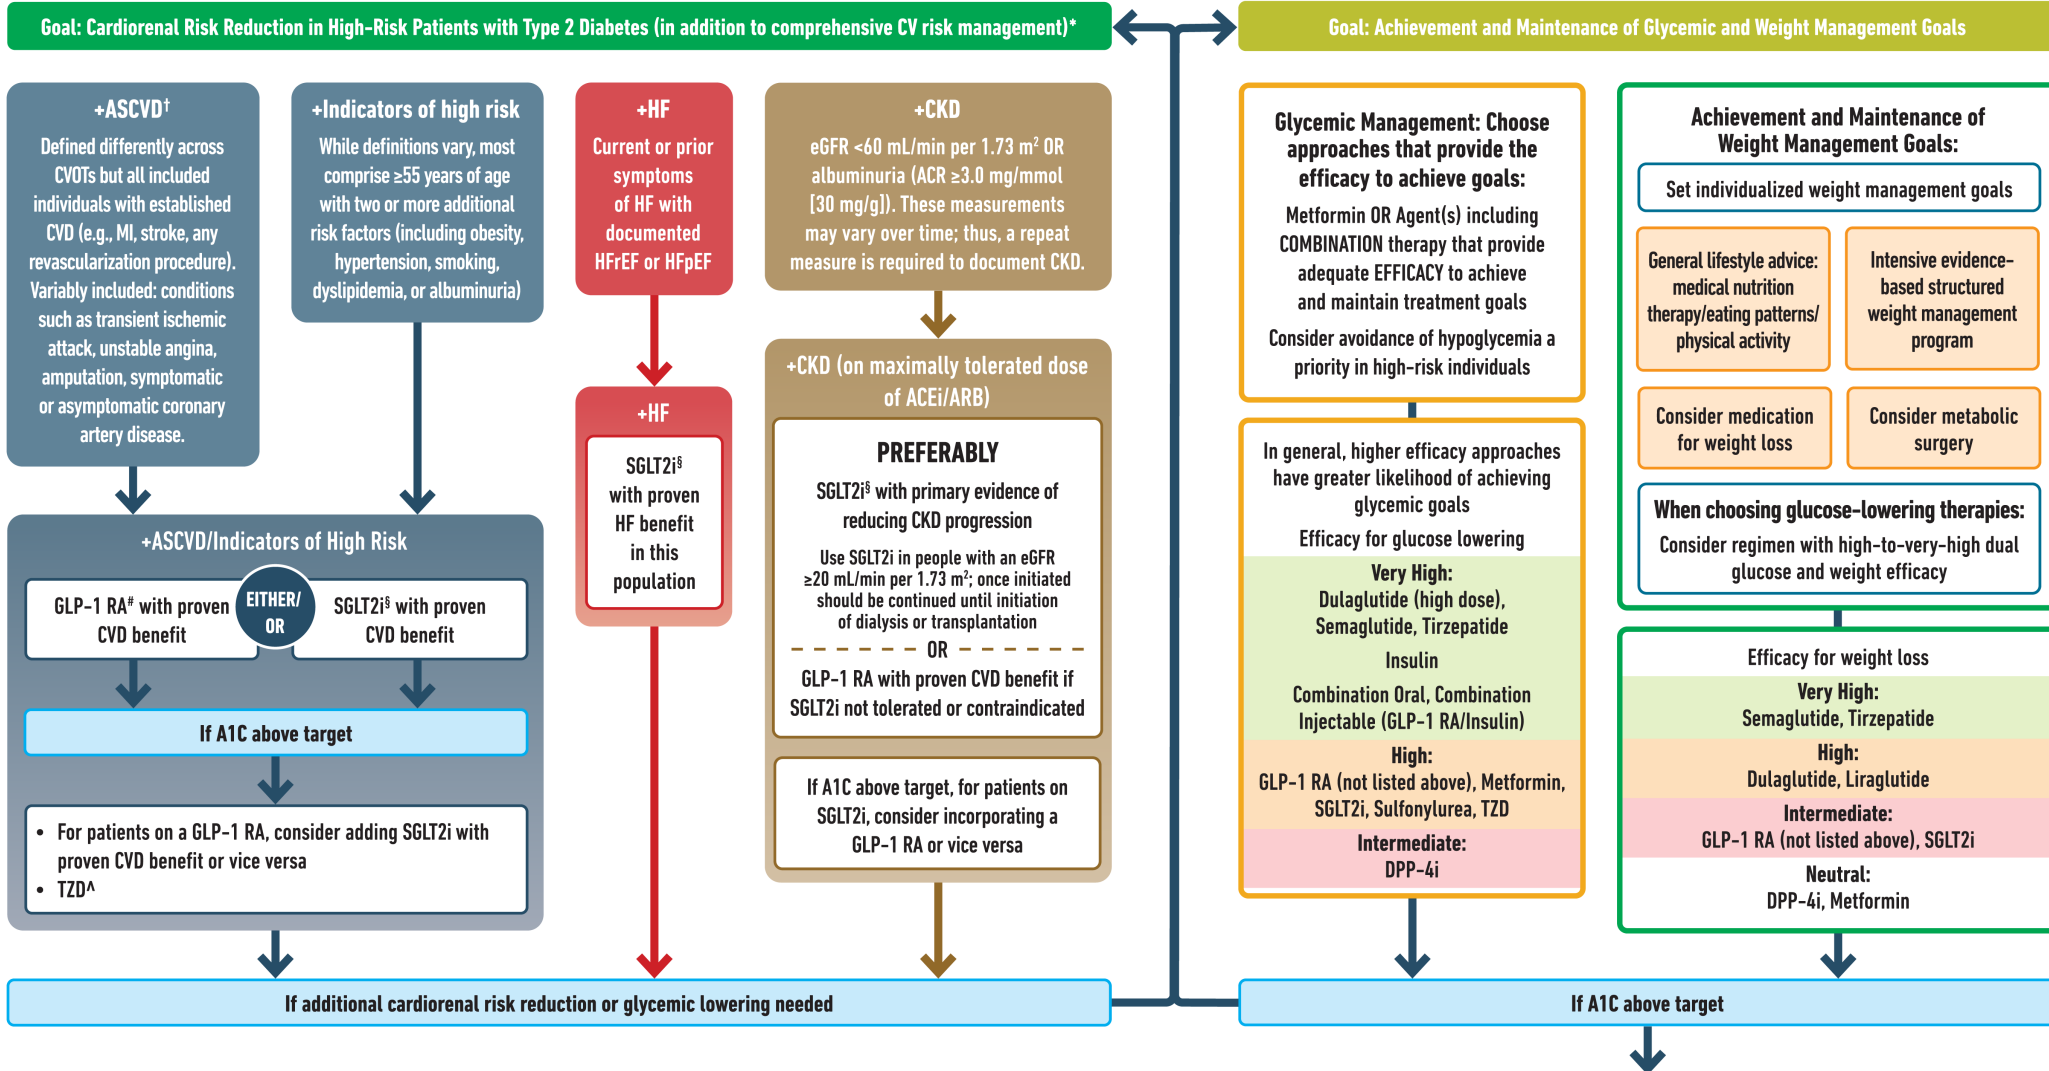 Goal: Cardiorenal Risk Reduction in High-Risk Patients with Type 2 Diabetes (in addition to comprehensive CV risk management)*
Goal: Achievement and Maintenance of Glycemic and Weight Management Goals
+ASCVD†
Defined differently across
CVOTs but all included
individuals with established
CVD (e.g., MI, stroke, any
revascularization procedure).
Variably included: conditions
such as transient ischemic
attack, unstable angina,
amputation, symptomatic
or asymptomatic coronary
artery disease.
+Indicators of high risk
While definitions vary, most
comprise ≥55 years of age
with two or more additional
risk factors (including obesity,
hypertension, smoking,
dyslipidemia, or albuminuria)
+ASCVD/Indicators of High Risk
GLP-1 RA# with proven
CVD benefit
EITHER/
OR
SGLT2i§ with proven
CVD benefit
If A1C above target
• For patients on a GLP-1 RA, consider adding SGLT2i with
proven CVD benefit or vice versa
• TZD^
+HF
Current or prior
symptoms
of HF with
documented
HFrEF or HFpEF
+HF
SGLT2i§
with proven
HF benefit
in this
population
+CKD
eGFR <60 mL/min per 1.73 m² OR
albuminuria (ACR ≥3.0 mg/mmol
[30 mg/g]). These measurements
may vary over time; thus, a repeat
measure is required to document CKD.
+CKD (on maximally tolerated dose
of ACEi/ARB)
PREFERABLY
SGLT2i§ with primary evidence of
reducing CKD progression
Use SGLT2i in people with an eGFR
≥20 mL/min per 1.73 m²; once initiated
should be continued until initiation
of dialysis or transplantation
OR
GLP-1 RA with proven CVD benefit if
SGLT2i not tolerated or contraindicated
If A1C above target, for patients on
SGLT2i, consider incorporating a
GLP-1 RA or vice versa
If additional cardiorenal risk reduction or glycemic lowering needed
Glycemic Management: Choose
approaches that provide the
efficacy to achieve goals:
Metformin OR Agent(s) including
COMBINATION therapy that provide
adequate EFFICACY to achieve
and maintain treatment goals
Consider avoidance of hypoglycemia a
priority in high-risk individuals
In general, higher efficacy approaches
have greater likelihood of achieving
glycemic goals
Efficacy for glucose lowering
Very High:
Dulaglutide (high dose),
Semaglutide, Tirzepatide
Insulin
Combination Oral, Combination
Injectable (GLP-1 RA/Insulin)
High:
GLP-1 RA (not listed above), Metformin,
SGLT2i, Sulfonylurea, TZD
Intermediate:
DPP-4i
Achievement and Maintenance of
Weight Management Goals:
Set individualized weight management goals
General lifestyle advice:
medical nutrition
therapy/eating patterns/
physical activity
Intensive evidence-
based structured
weight management
program
Consider medication
for weight loss
Consider metabolic
surgery
When choosing glucose-lowering therapies:
Consider regimen with high-to-very-high dual
glucose and weight efficacy
Efficacy for weight loss
Very High:
Semaglutide, Tirzepatide
High:
Dulaglutide, Liraglutide
Intermediate:
GLP-1 RA (not listed above), SGLT2i
Neutral:
DPP-4i, Metformin
If A1C above target